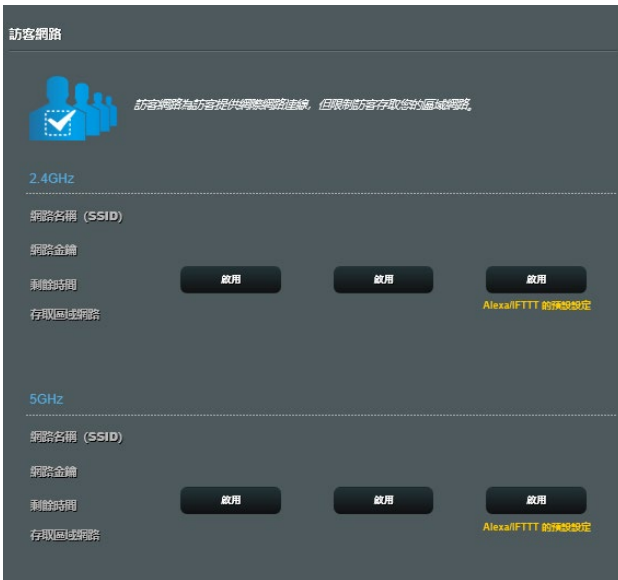 訪客網路
訪客網路為訪客提供網際網路連線，但限制訪客存取您的區域網路。
2.4GHz
網路名稱 (SSID)
網路金鑰
剩餘時間
啟用 啟用 啟用
Alexa/IFTTT 的預設設定
存取區域網路
5GHz
網路名稱 (SSID)
網路金鑰
剩餘時間
啟用 啟用 啟用
Alexa/IFTTT 的預設設定
存取區域網路